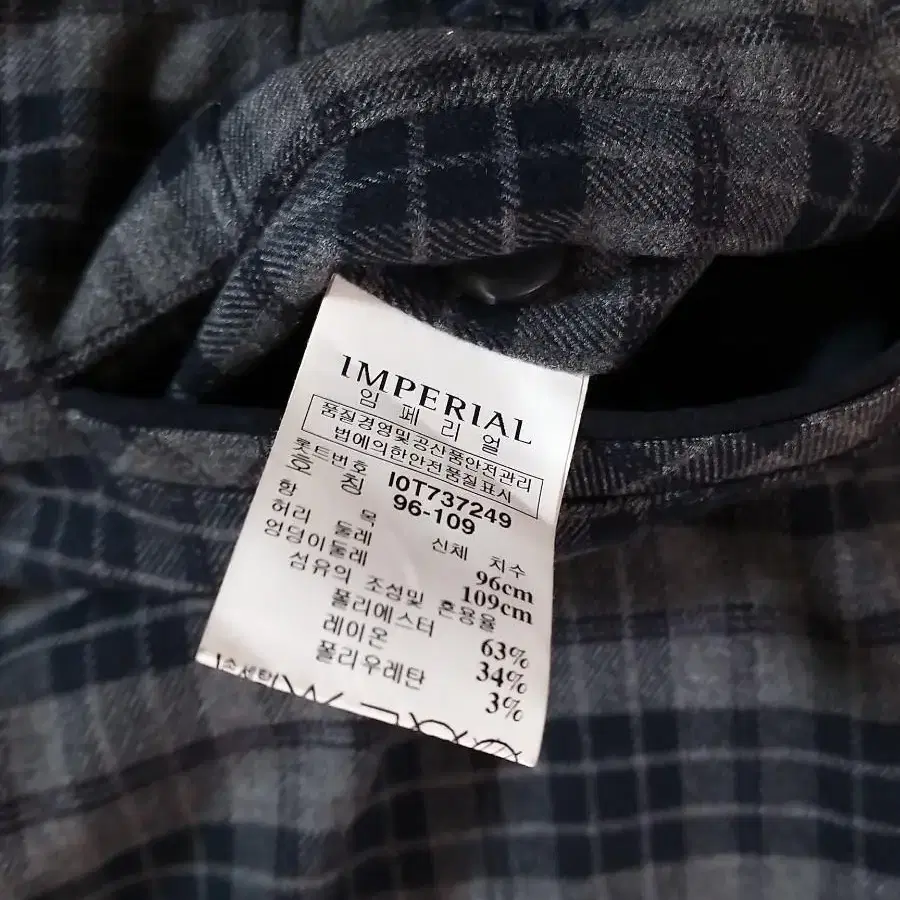 IMPERIAL
임 페 리 얼
품질경영및공산품안전관리
법에의한안전품질표시
롯트번호 I0T737249
호 칭 96-109
항 목 신체 치수
허리 둘레 96cm
엉덩이둘레 109cm
섬유의 조성및 혼용율
폴리에스터 63%
레이온 34%
폴리우레탄 3%